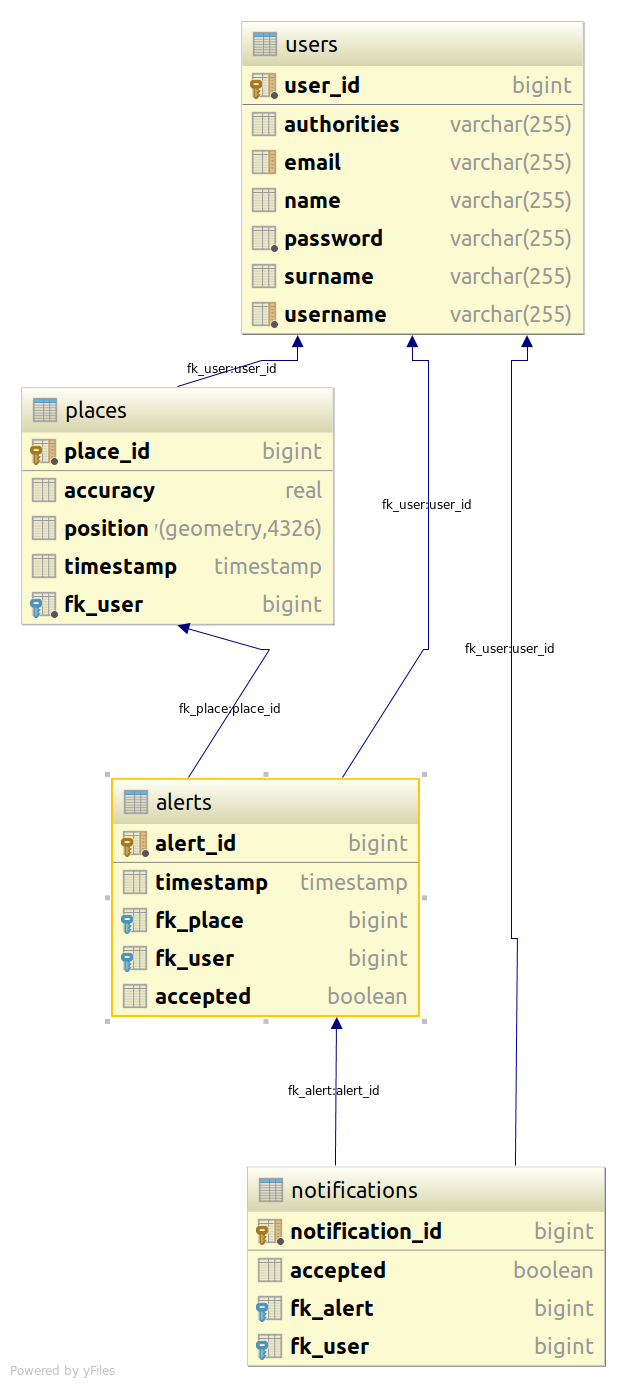 users
user_id bigint
authorities varchar(255)
email varchar(255)
name varchar(255)
password varchar(255)
surname varchar(255)
username varchar(255)
fk_user:user_id
places
place_id bigint
accuracy real
position (geometry,4326)
timestamp timestamp
fk_user bigint
fk_user:user_id
fk_user:user_id
fk_place:place_id
alerts
alert_id bigint
timestamp timestamp
fk_place bigint
fk_user bigint
accepted boolean
fk_alert:alert_id
notifications
notification_id bigint
accepted boolean
fk_alert bigint
fk_user bigint
Powered by yFiles